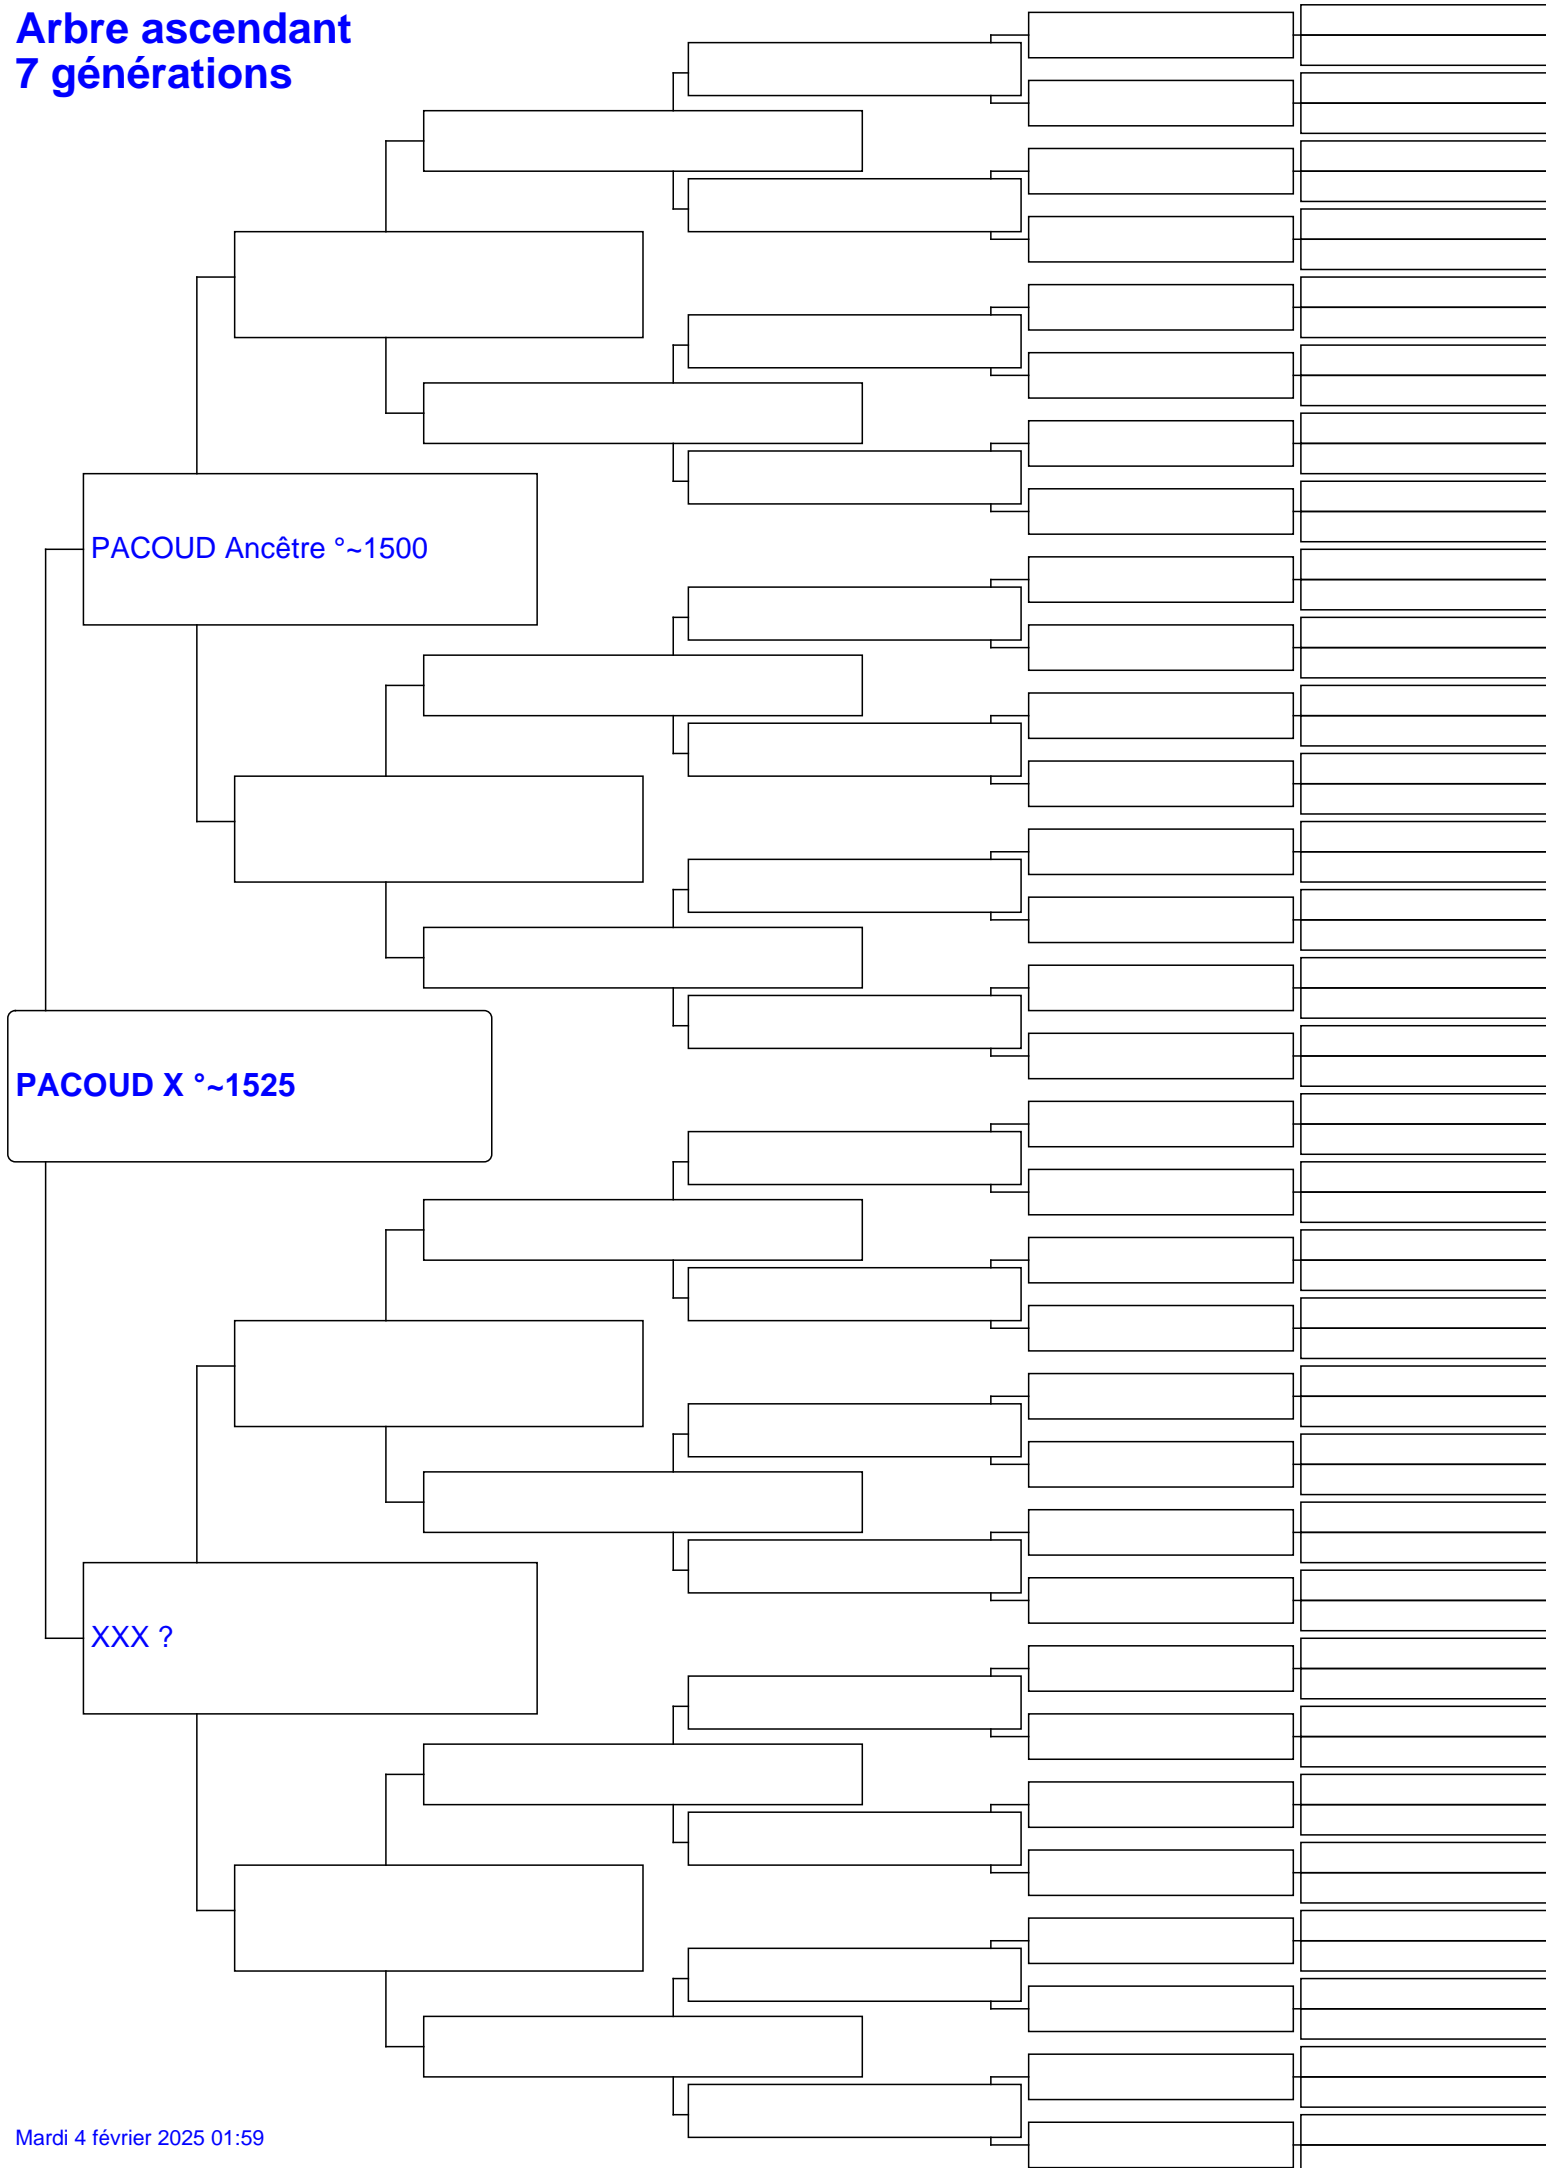 Arbre ascendant
7 générations
PACOUD Ancêtre °~1500
PACOUD X °~1525
XXX ?
Mardi 4 février 2025 01:59